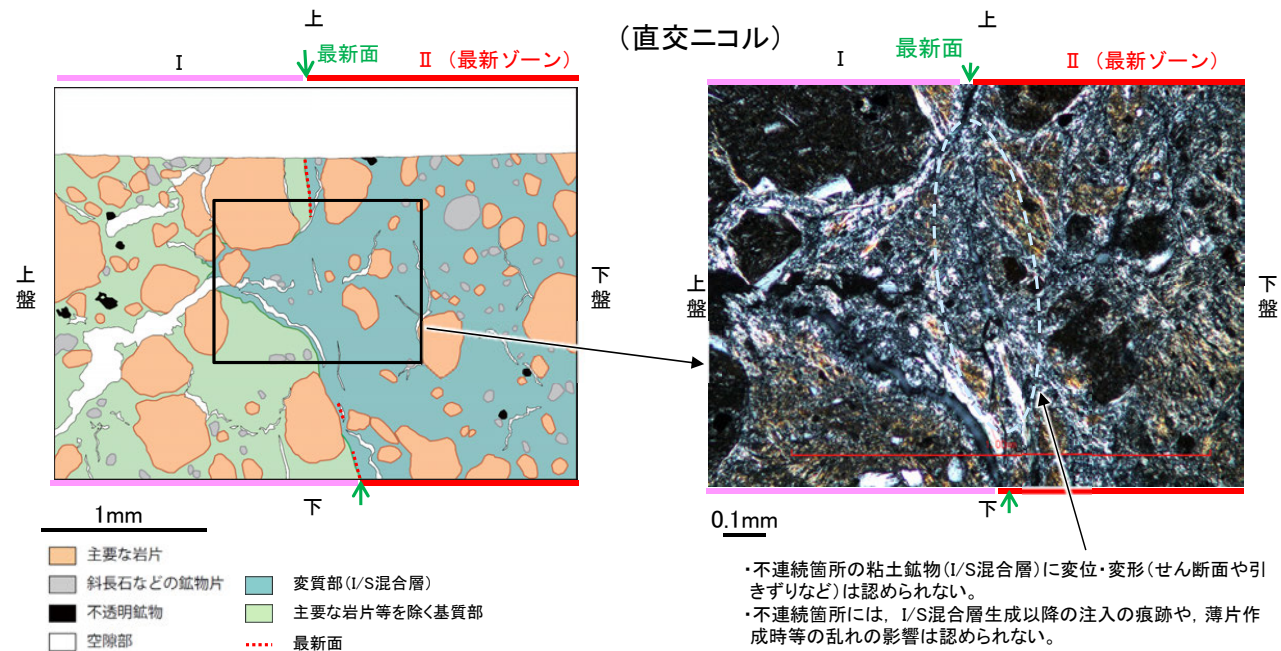 (直交ニコル)
上
最新面
Ⅰ
Ⅱ (最新ゾーン)
上盤
下盤
下
1mm
主要な岩片
斜長石などの鉱物片
不透明鉱物
空隙部
変質部(I/S混合層)
主要な岩片等を除く基質部
最新面
上
最新面
Ⅰ
Ⅱ (最新ゾーン)
上盤
下盤
下
0.1mm
・不連続箇所の粘土鉱物(I/S混合層)に変位・変形(せん断面や引
きずりなど)は認められない。
・不連続箇所には, I/S混合層生成以降の注入の痕跡や, 薄片作
成時等の乱れの影響は認められない。